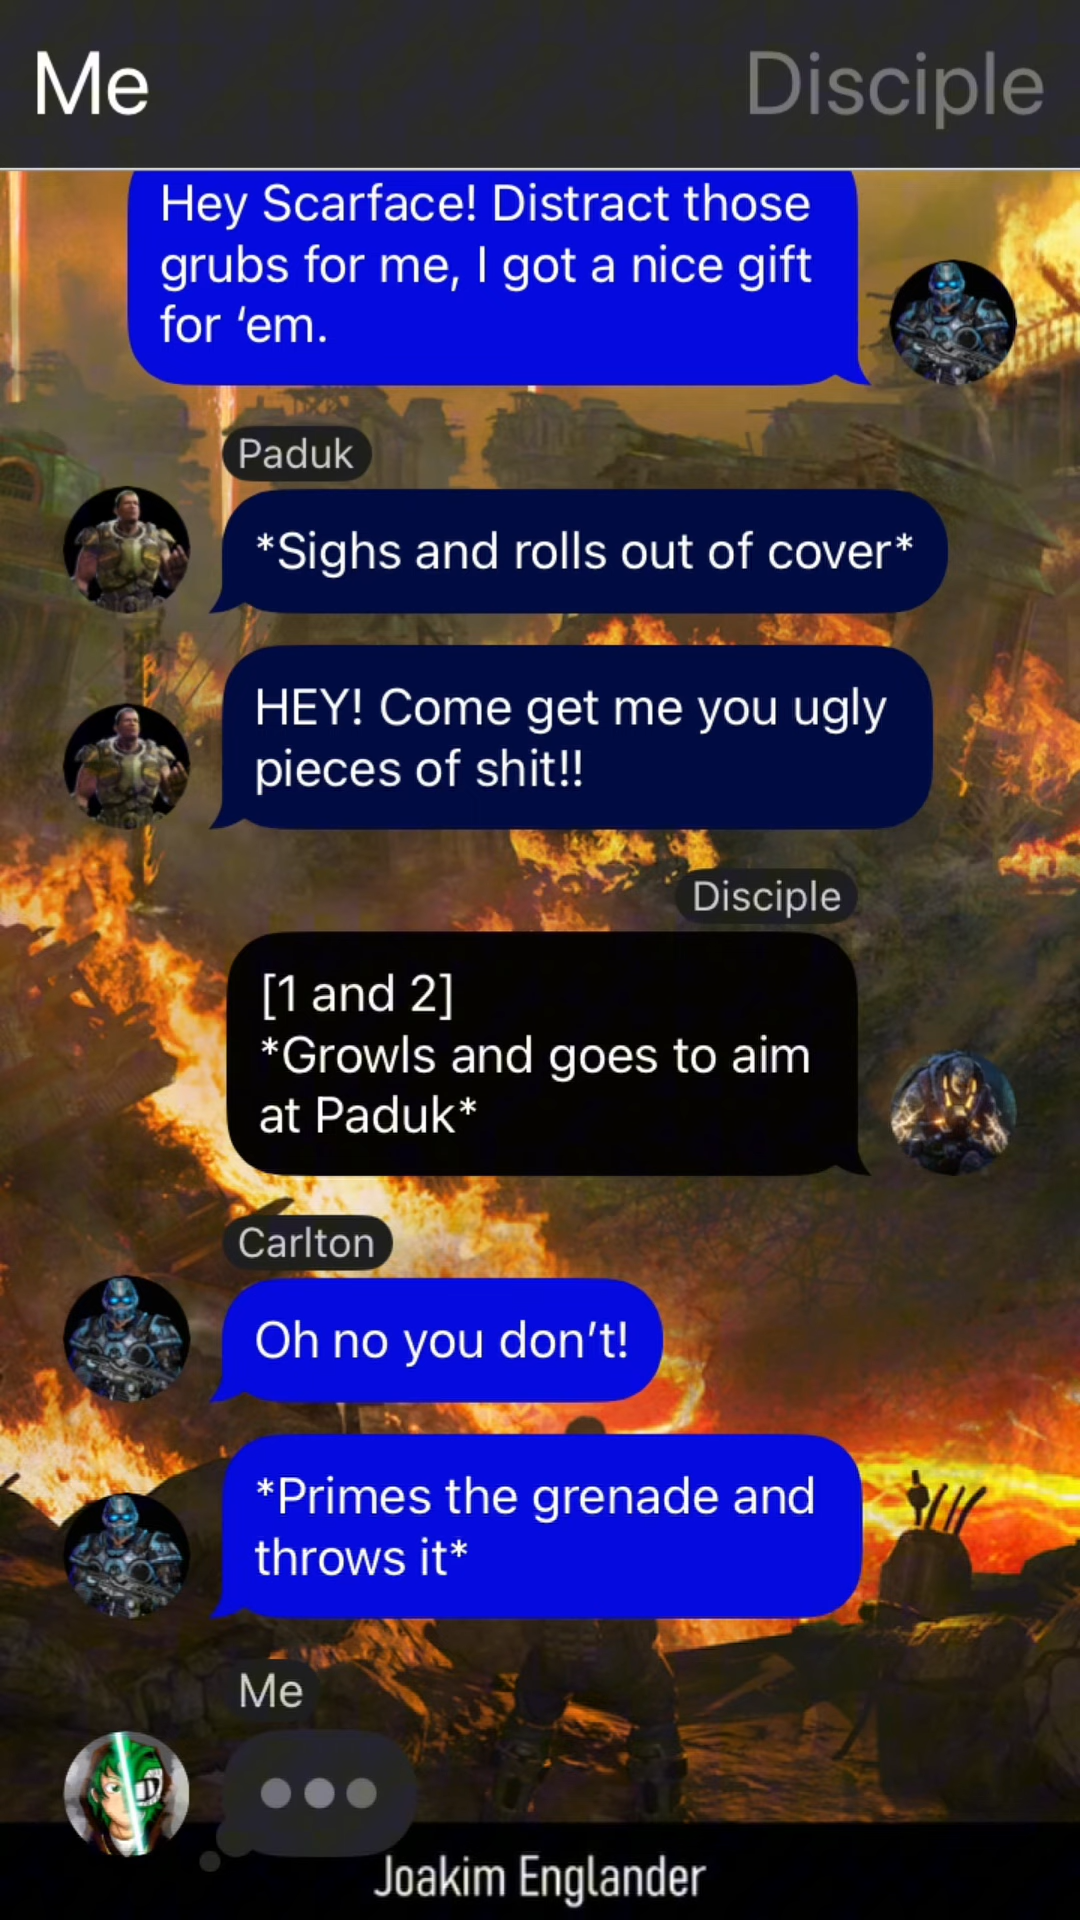 Me
Disciple
Hey Scarface! Distract those
grubs for me, I got a nice gift
for ‘em.
Paduk
*Sighs and rolls out of cover*
HEY! Come get me you ugly
pieces of shit!!
Disciple
[1 and 2]
*Growls and goes to aim
at Paduk*
Carlton
Oh no you don’t!
*Primes the grenade and
throws it*
Me
Joakim Englander